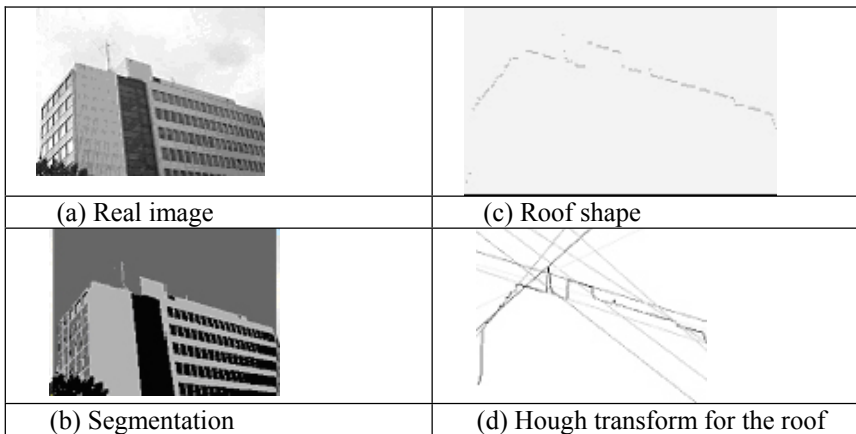 (a) Real image
(c) Roof shape
(b) Segmentation
(d) Hough transform for the roof